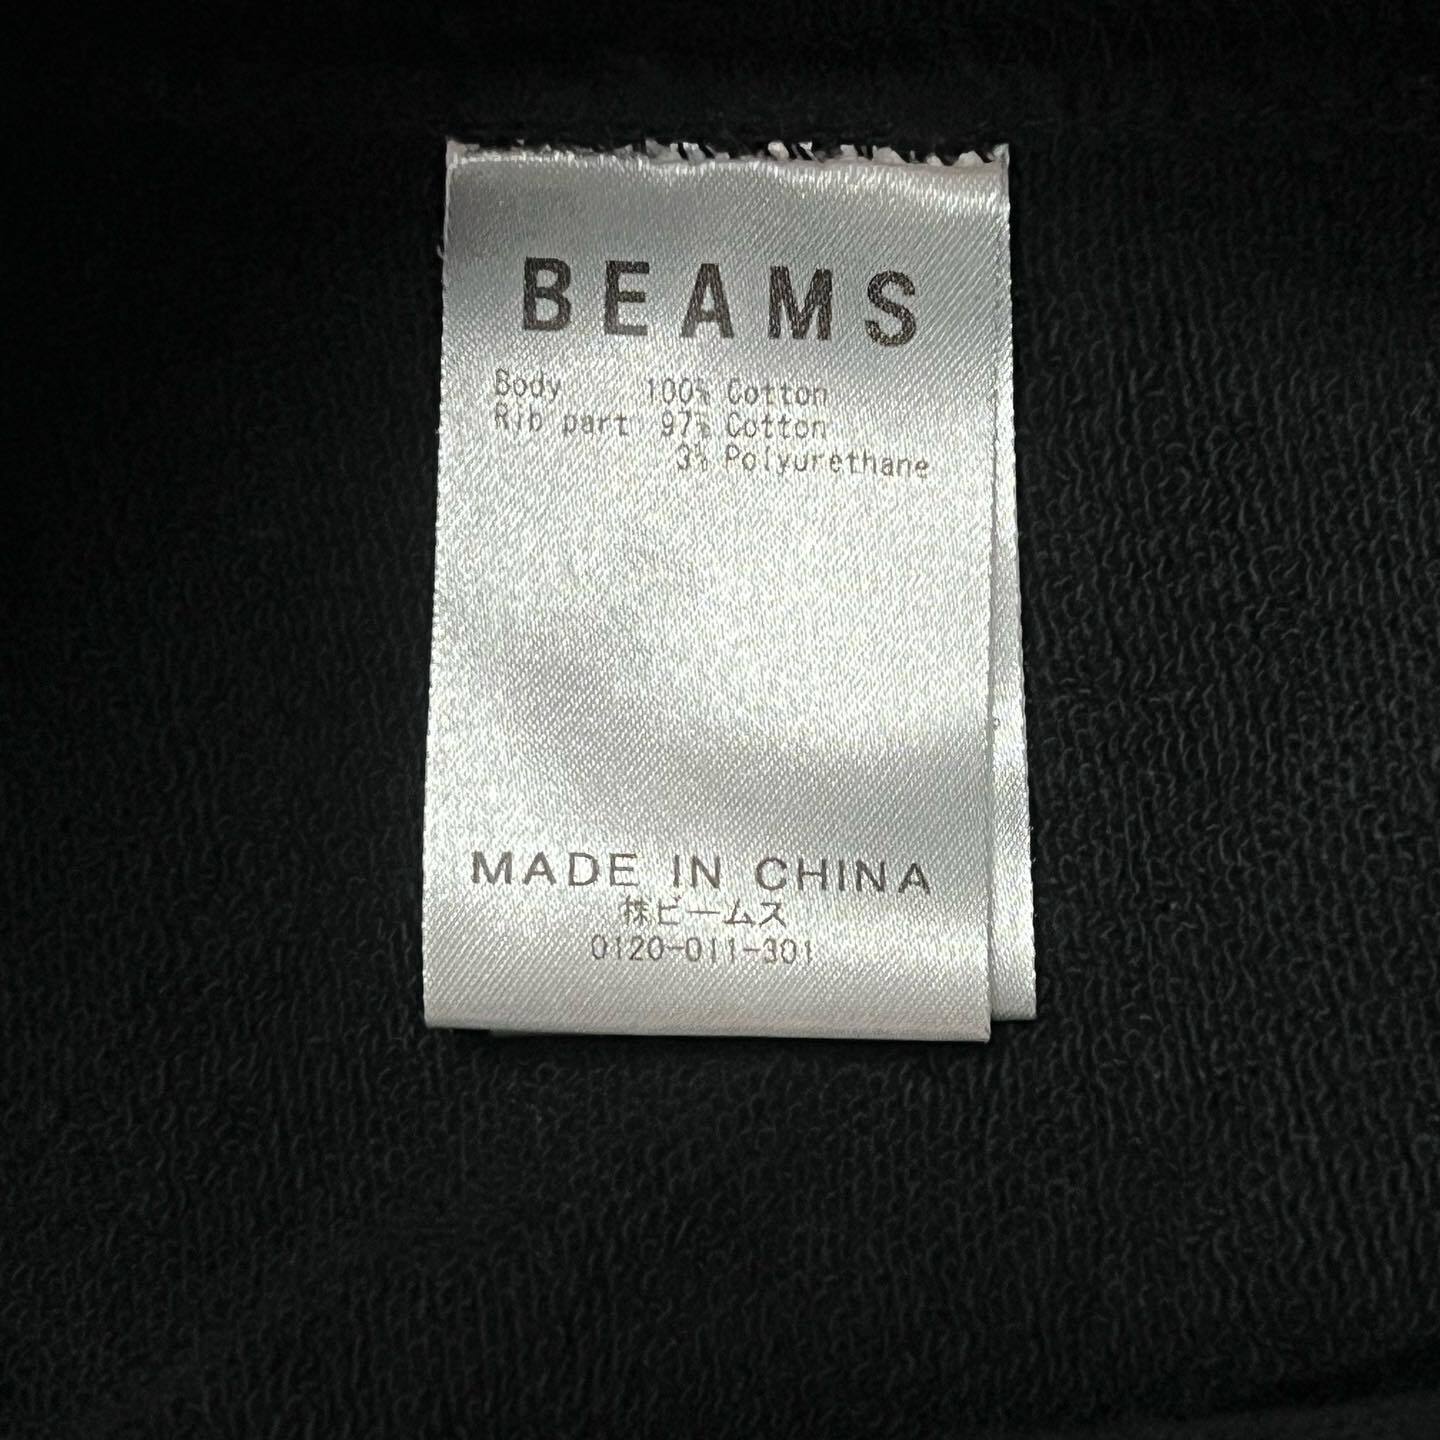 BEAMS
Body 100% Cotton
Rib part 97% Cotton
3% Polyurethane
MADE IN CHINA
㈱ビームス
0120-011-301